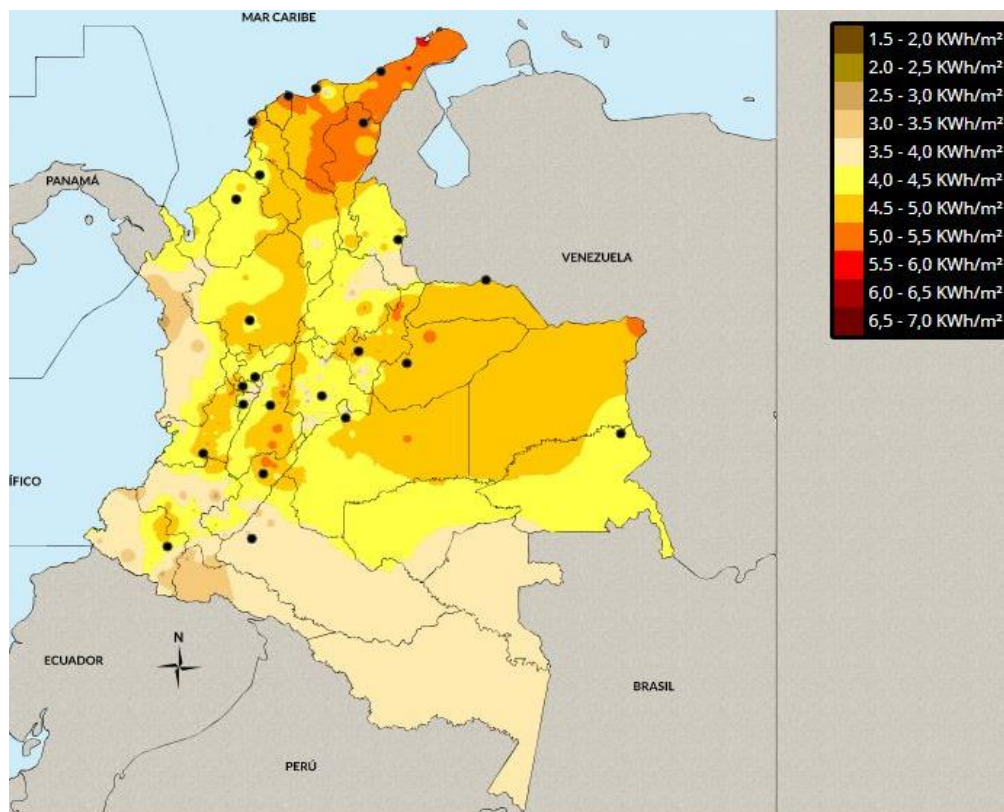 MAR CARIBE
PANAMÁ
VENEZUELA
ÍFICO
N
ECUADOR
BRASIL
PERÚ
1.5 - 2,0 KWh/m²
2.0 - 2,5 KWh/m²
2.5 - 3,0 KWh/m²
3.0 - 3.5 KWh/m²
3.5 - 4,0 KWh/m²
4,0 - 4,5 KWh/m²
4.5 - 5,0 KWh/m²
5,0 - 5,5 KWh/m²
5.5 - 6,0 KWh/m²
6,0 - 6,5 KWh/m²
6,5 - 7,0 KWh/m²